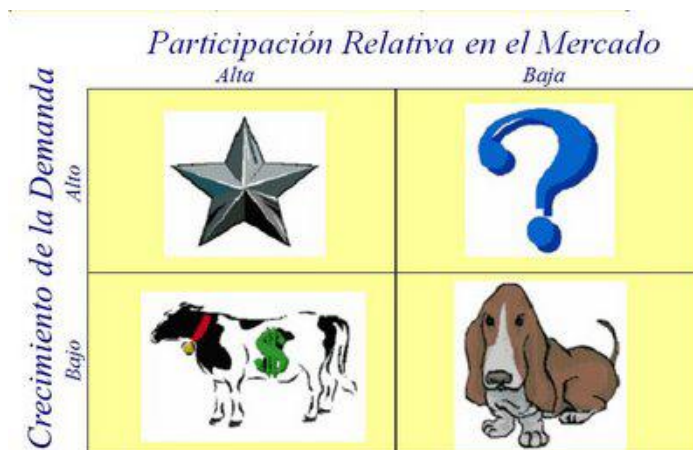 Participación Relativa en el Mercado
Alta Baja
Crecimiento de la Demanda
Alto
$
Bajo